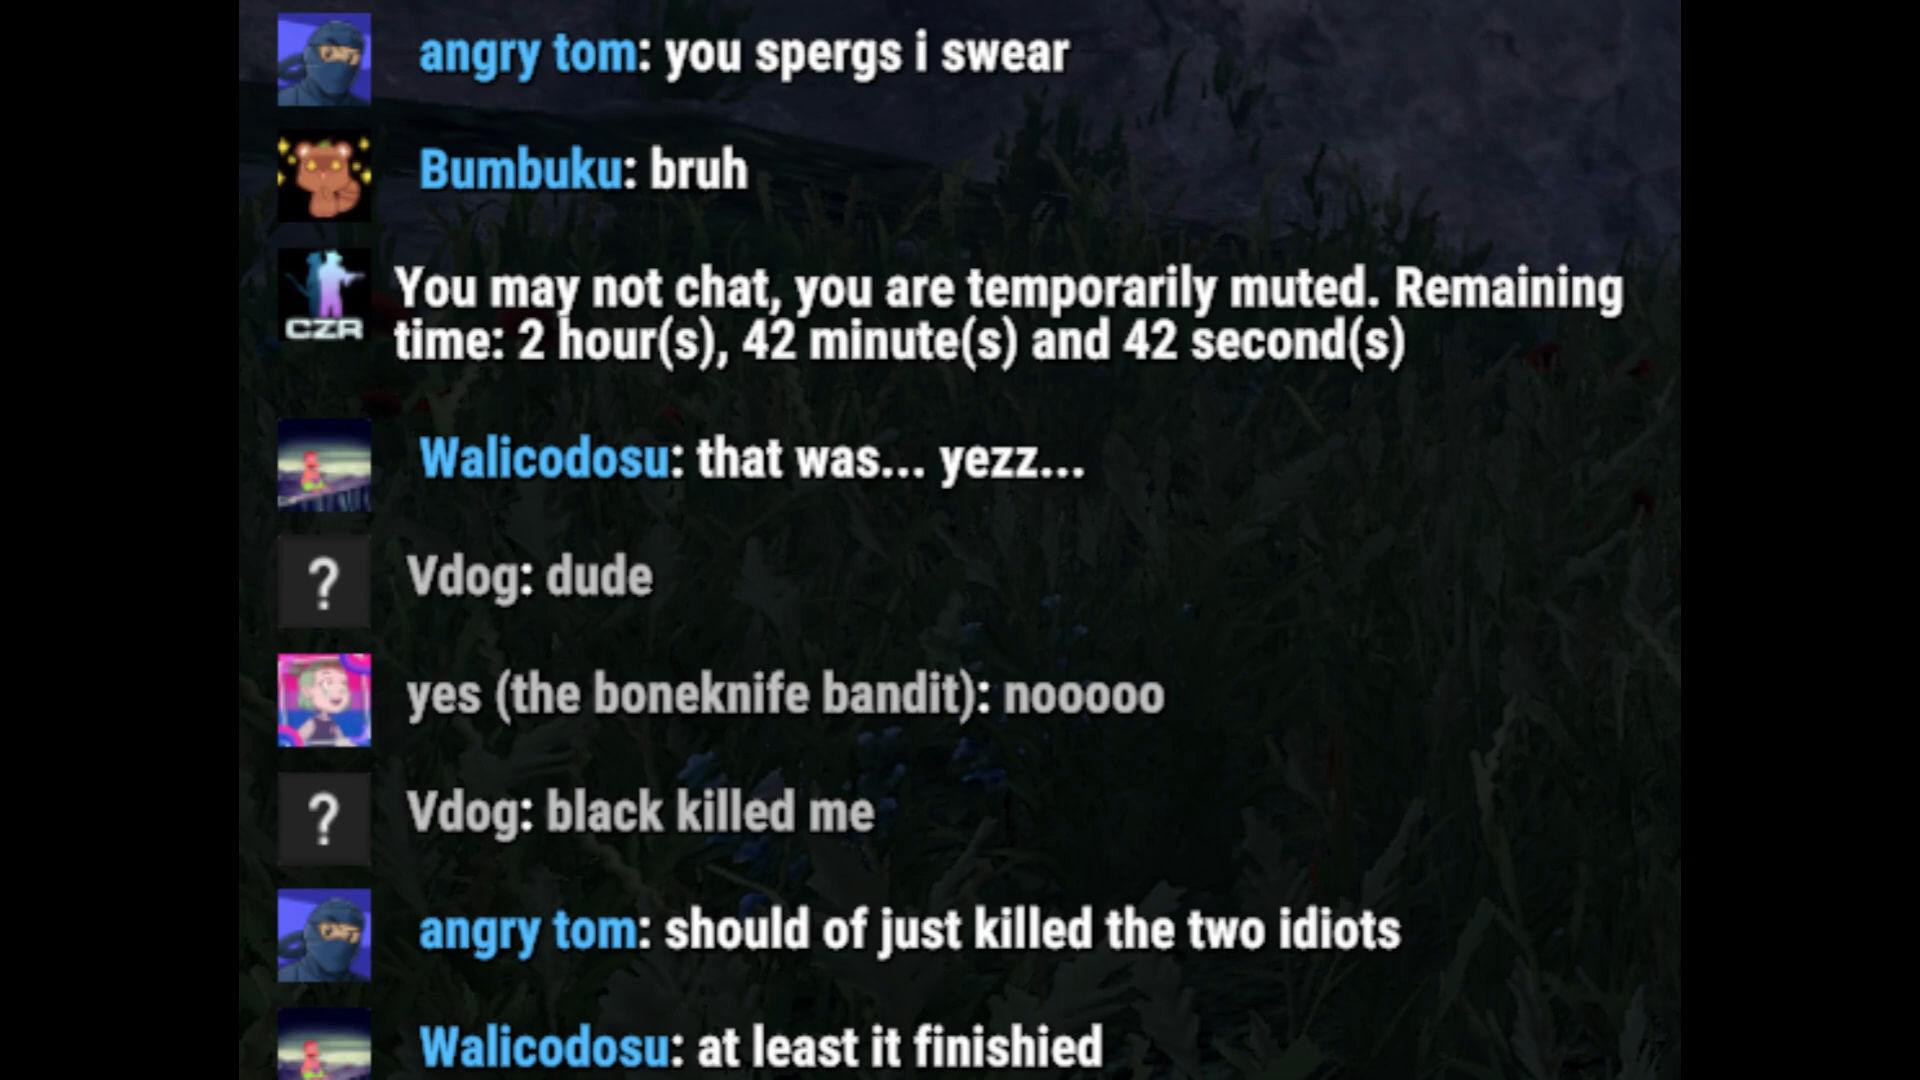 angry tom: you spergs i swear
Bumbuku: bruh
CZR
You may not chat, you are temporarily muted. Remaining
time: 2 hour(s), 42 minute(s) and 42 second(s)
Walicodosu: that was... yezz...
?
Vdog: dude
yes (the boneknife bandit): nooooo
?
Vdog: black killed me
angry tom: should of just killed the two idiots
Walicodosu: at least it finishied